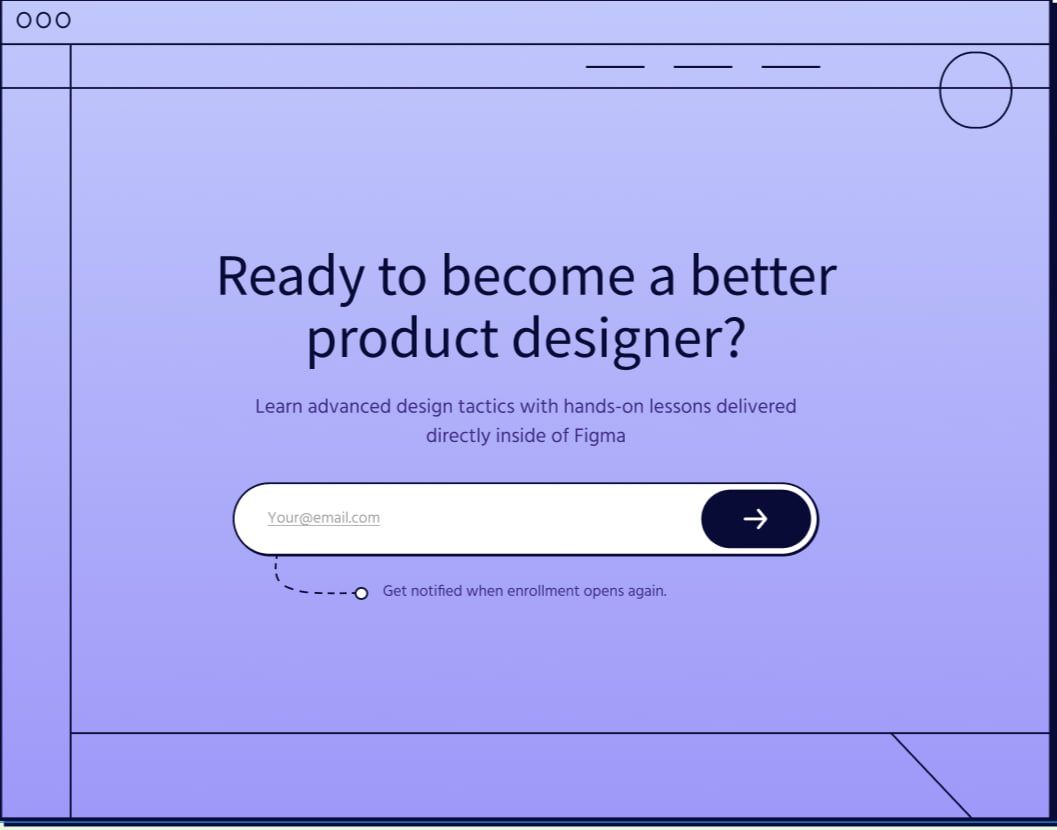 Ready to become a better
product designer?
Learn advanced design tactics with hands-on lessons delivered
directly inside of Figma
Your@email.com
Get notified when enrollment opens again.